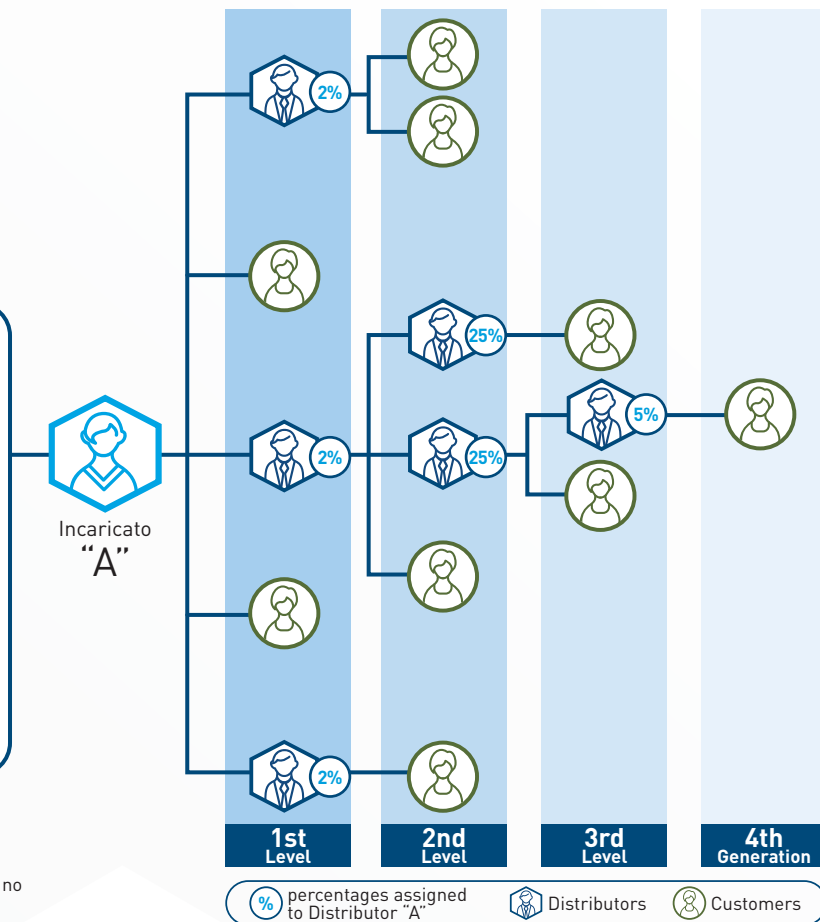 2%
25%
2%
25%
5%
2%
Incaricato
“A”
1st
Level
2nd
Level
3rd
Level
4th
Generation
no
% percentages assigned
to Distributor “A”
Distributors
Customers